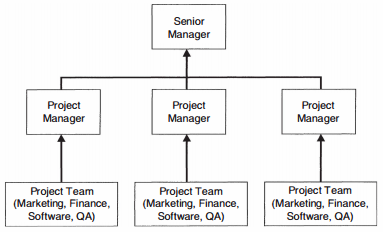 Senior
Manager
Project
Manager
Project
Manager
Project
Manager
Project Team
(Marketing, Finance,
Software, QA)
Project Team
(Marketing, Finance,
Software, QA)
Project Team
(Marketing, Finance,
Software, QA)